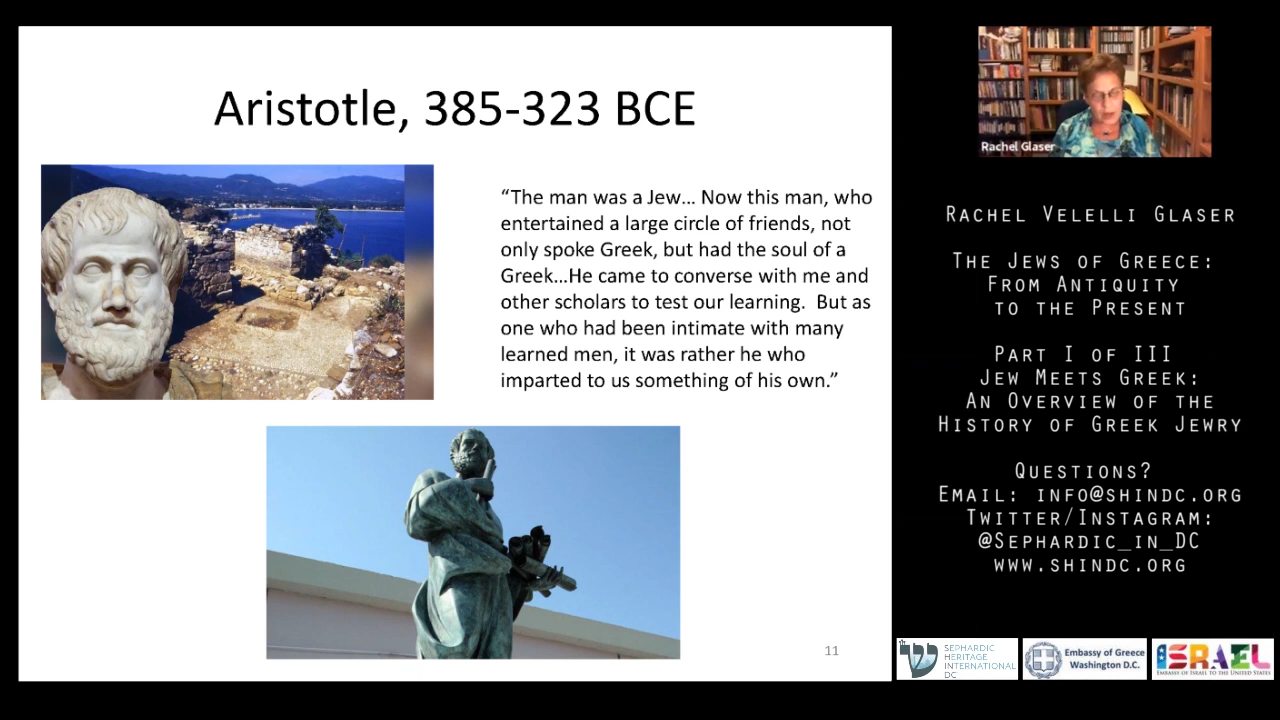 Aristotle, 385-323 BCE
“The man was a Jew… Now this man, who
entertained a large circle of friends, not
only spoke Greek, but had the soul of a
Greek…He came to converse with me and
other scholars to test our learning.  But as
one who had been intimate with many
learned men, it was rather he who
imparted to us something of his own.”
11
Rachel Glaser
Rachel Velelli Glaser
The Jews of Greece:
From Antiquity
to the Present
Part I of III
Jew Meets Greek:
An Overview of the
History of Greek Jewry
Questions?
Email: info@shindc.org
Twitter/Instagram:
@Sephardic_in_DC
www.shindc.org
SEPHARDIC
HERITAGE
INTERNATIONAL
DC
Embassy of Greece
Washington D.C.
ISRAEL
EMBASSY OF ISRAEL TO THE UNITED STATES